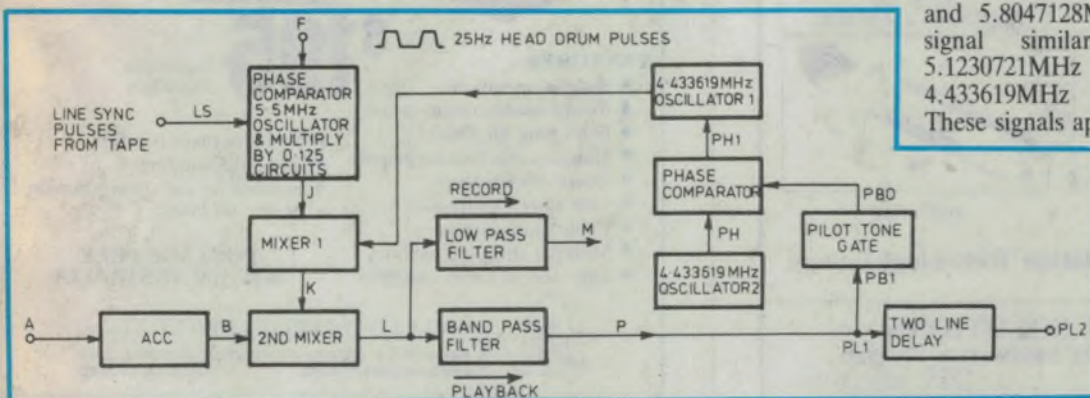 F
25Hz HEAD DRUM PULSES
LINE SYNC
PULSES
FROM TAPE
LS
PHASE
COMPARATOR
5·5MHz
OSCILLATOR
& MULTIPLY
BY 0·125
CIRCUITS
J
4·433619MHz
OSCILLATOR 1
PH1
PHASE
COMPARATOR
PH
4·433619MHz
OSCILLATOR2
PB0
PILOT TONE
GATE
PB1
MIXER 1
K
RECORD
LOW PASS
FILTER
M
A
ACC
B
2ND MIXER
L
BAND PASS
FILTER
P
PL1
TWO LINE
DELAY
PL2
PLAYBACK
and 5.8047128M
signal similar
5.1230721MHz
4,433619MHz
These signals ap